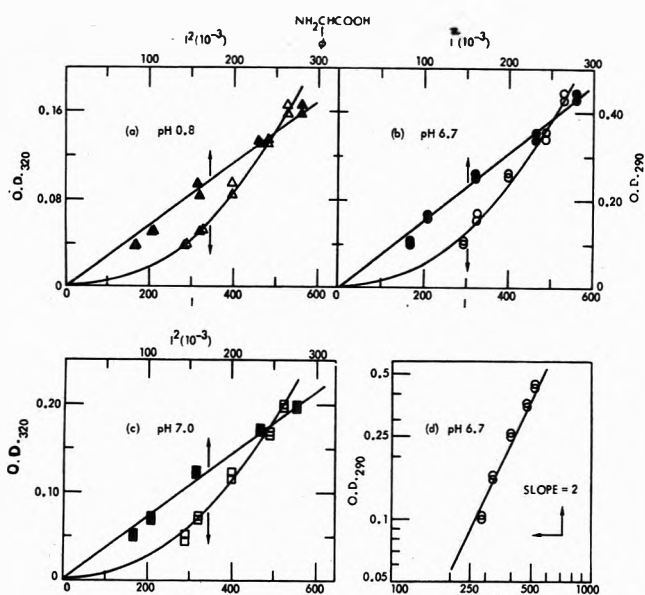 NH₂CHCOOH
φ
I²(10⁻³)
0 100 200 300
0.16
0.08
0
O.D.₃₂₀
(a) pH 0.8
0 200 400 600
I
I (10⁻³)
0 100 200 300
(b) pH 6.7
0.40
0.20
0
O.D.₂₉₀
0 200 400 600
I
I²(10⁻³)
100 200 300
0.20
0.10
0
O.D.₃₂₀
(c) pH 7.0
0 200 400 600
0.5
0.25
0.1
0.05
O.D.₂₉₀
(d) pH 6.7
SLOPE = 2
100 250 500 1000